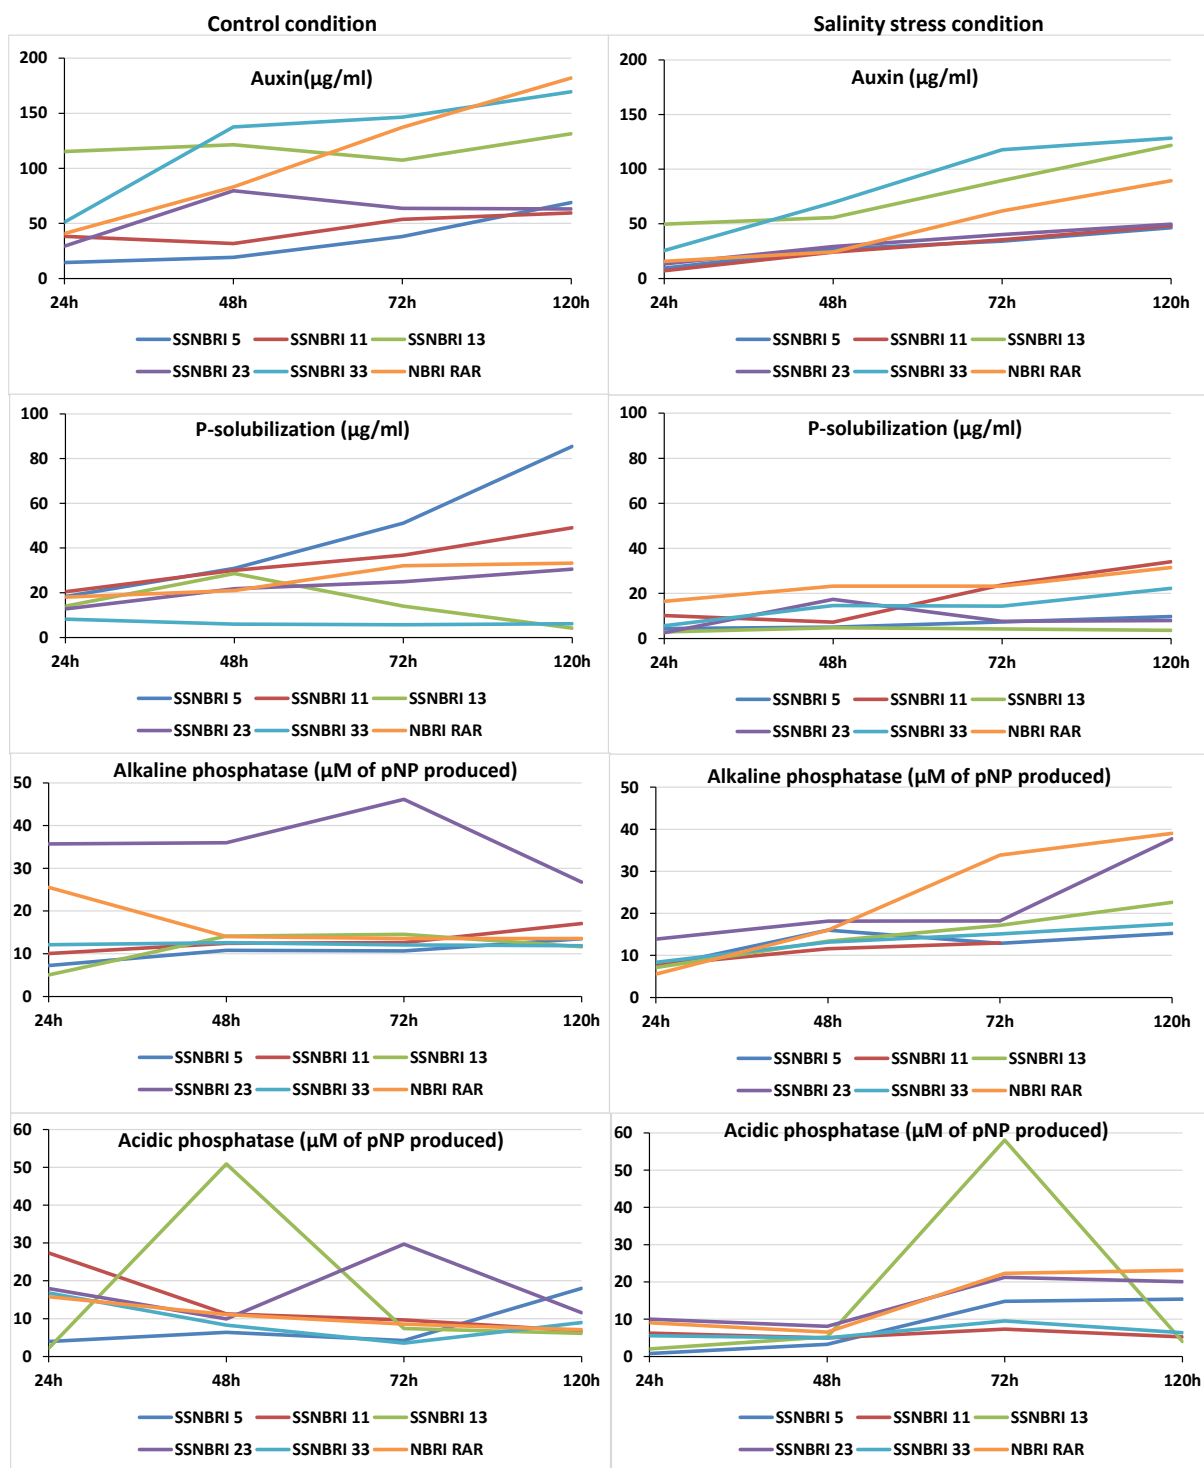 Control condition
Salinity stress condition
Auxin(µg/ml)
200
150
100
50
0
24h 48h 72h 120h
SSNBRI 5 SSNBRI 11 SSNBRI 13
SSNBRI 23 SSNBRI 33 NBRI RAR
Auxin (µg/ml)
200
150
100
50
0
24h 48h 72h 120h
SSNBRI 5 SSNBRI 11 SSNBRI 13
SSNBRI 23 SSNBRI 33 NBRI RAR
P-solubilization (µg/ml)
100
80
60
40
20
0
24h 48h 72h 120h
SSNBRI 5 SSNBRI 11 SSNBRI 13
SSNBRI 23 SSNBRI 33 NBRI RAR
P-solubilization (µg/ml)
100
80
60
40
20
0
24h 48h 72h 120h
SSNBRI 5 SSNBRI 11 SSNBRI 13
SSNBRI 23 SSNBRI 33 NBRI RAR
Alkaline phosphatase (µM of pNP produced)
50
40
30
20
10
0
24h 48h 72h 120h
SSNBRI 5 SSNBRI 11 SSNBRI 13
SSNBRI 23 SSNBRI 33 NBRI RAR
Alkaline phosphatase (µM of pNP produced)
50
40
30
20
10
0
24h 48h 72h 120h
SSNBRI 5 SSNBRI 11 SSNBRI 13
SSNBRI 23 SSNBRI 33 NBRI RAR
Acidic phosphatase (µM of pNP produced)
60
50
40
30
20
10
0
24h 48h 72h 120h
SSNBRI 5 SSNBRI 11 SSNBRI 13
SSNBRI 23 SSNBRI 33 NBRI RAR
Acidic phosphatase (µM of pNP produced)
60
50
40
30
20
10
0
24h 48h 72h 120h
SSNBRI 5 SSNBRI 11 SSNBRI 13
SSNBRI 23 SSNBRI 33 NBRI RAR